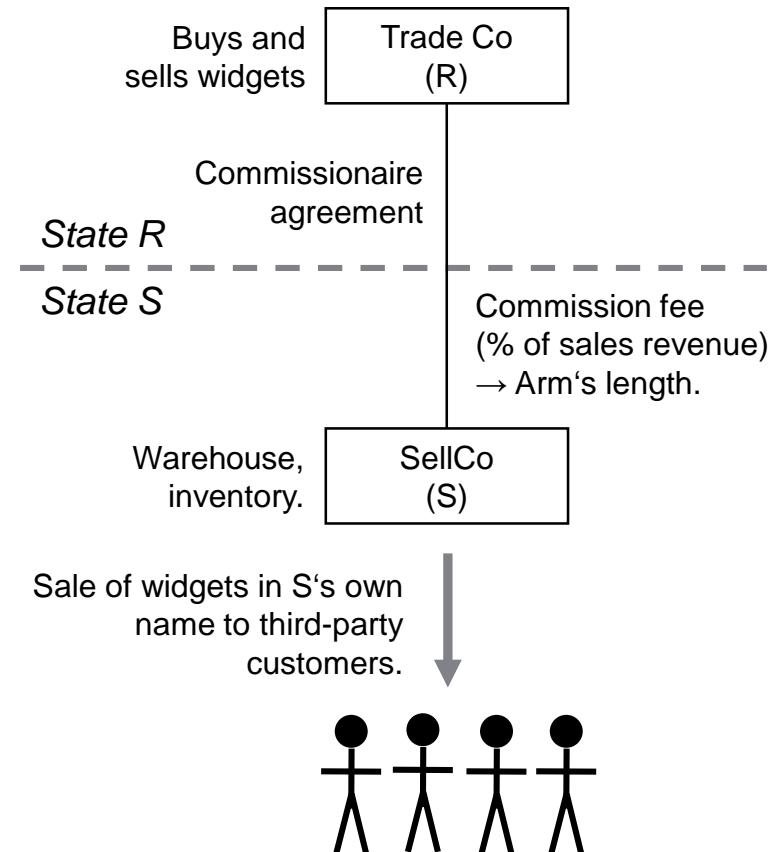 Buys and
sells widgets
Trade Co
(R)
Commissionaire
agreement
State R
State S
Commission fee
(% of sales revenue)
→ Arm‘s length.
Warehouse,
inventory.
SellCo
(S)
Sale of widgets in S‘s own
name to third-party
customers.